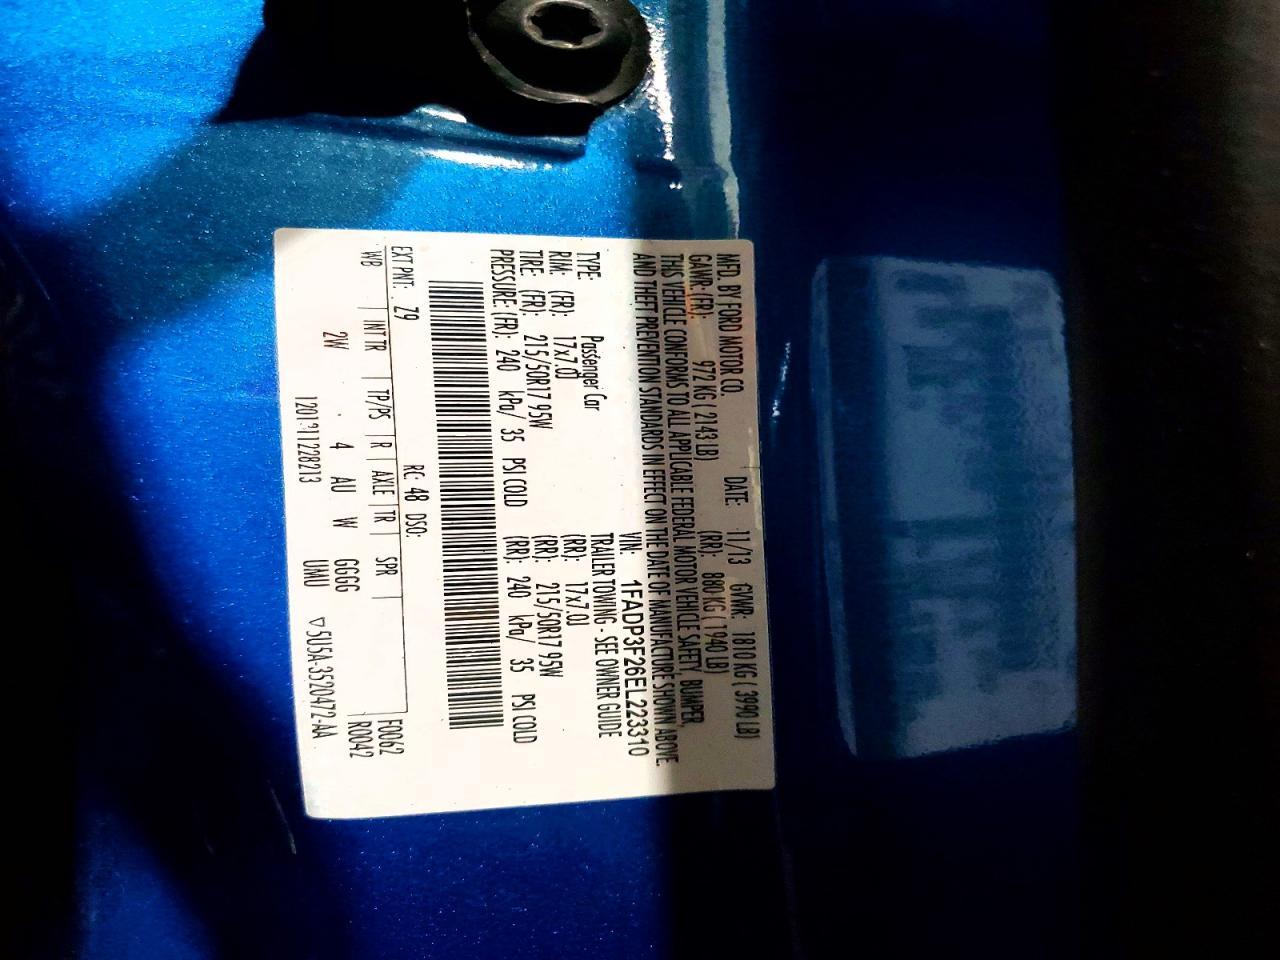 MFD. BY FORD MOTOR CO. DATE: 11/13 GVWR: 1810 KG ( 3990 LB)
GAWR: (FR): 972 KG ( 2143 LB) (RR): 880 KG ( 1940 LB)
THIS VEHICLE CONFORMS TO ALL APPLICABLE FEDERAL MOTOR VEHICLE SAFETY, BUMPER,
AND THEFT PREVENTION STANDARDS IN EFFECT ON THE DATE OF MANUFACTURE SHOWN ABOVE.
VIN: 1FADP3F26EL223310
TYPE: Passenger Car TRAILER TOWING - SEE OWNER GUIDE
RIM: (FR): 17x7.0J (RR): 17x7.0J
TIRE: (FR): 215/50R17 95W (RR): 215/50R17 95W
PRESSURE: (FR): 240 kPa/ 35 PSI COLD (RR): 240 kPa/ 35 PSI COLD
EXT PNT: Z9 RC: 48 DSO: F0062
WB INT TR TP/PS R AXLE TR SPR R0042
2W 4 AU W GGGG
1201311228213 UMU ▽5U5A-3520472-AA